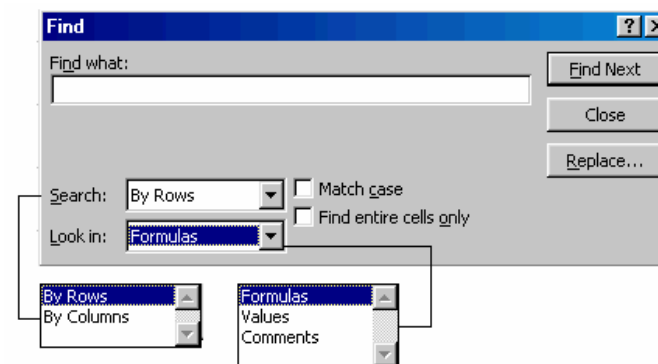 Find
Find what:
Find Next
Close
Replace...
Search: By Rows
Match case
Find entire cells only
Look in: Formulas
By Rows
By Columns
Formulas
Values
Comments